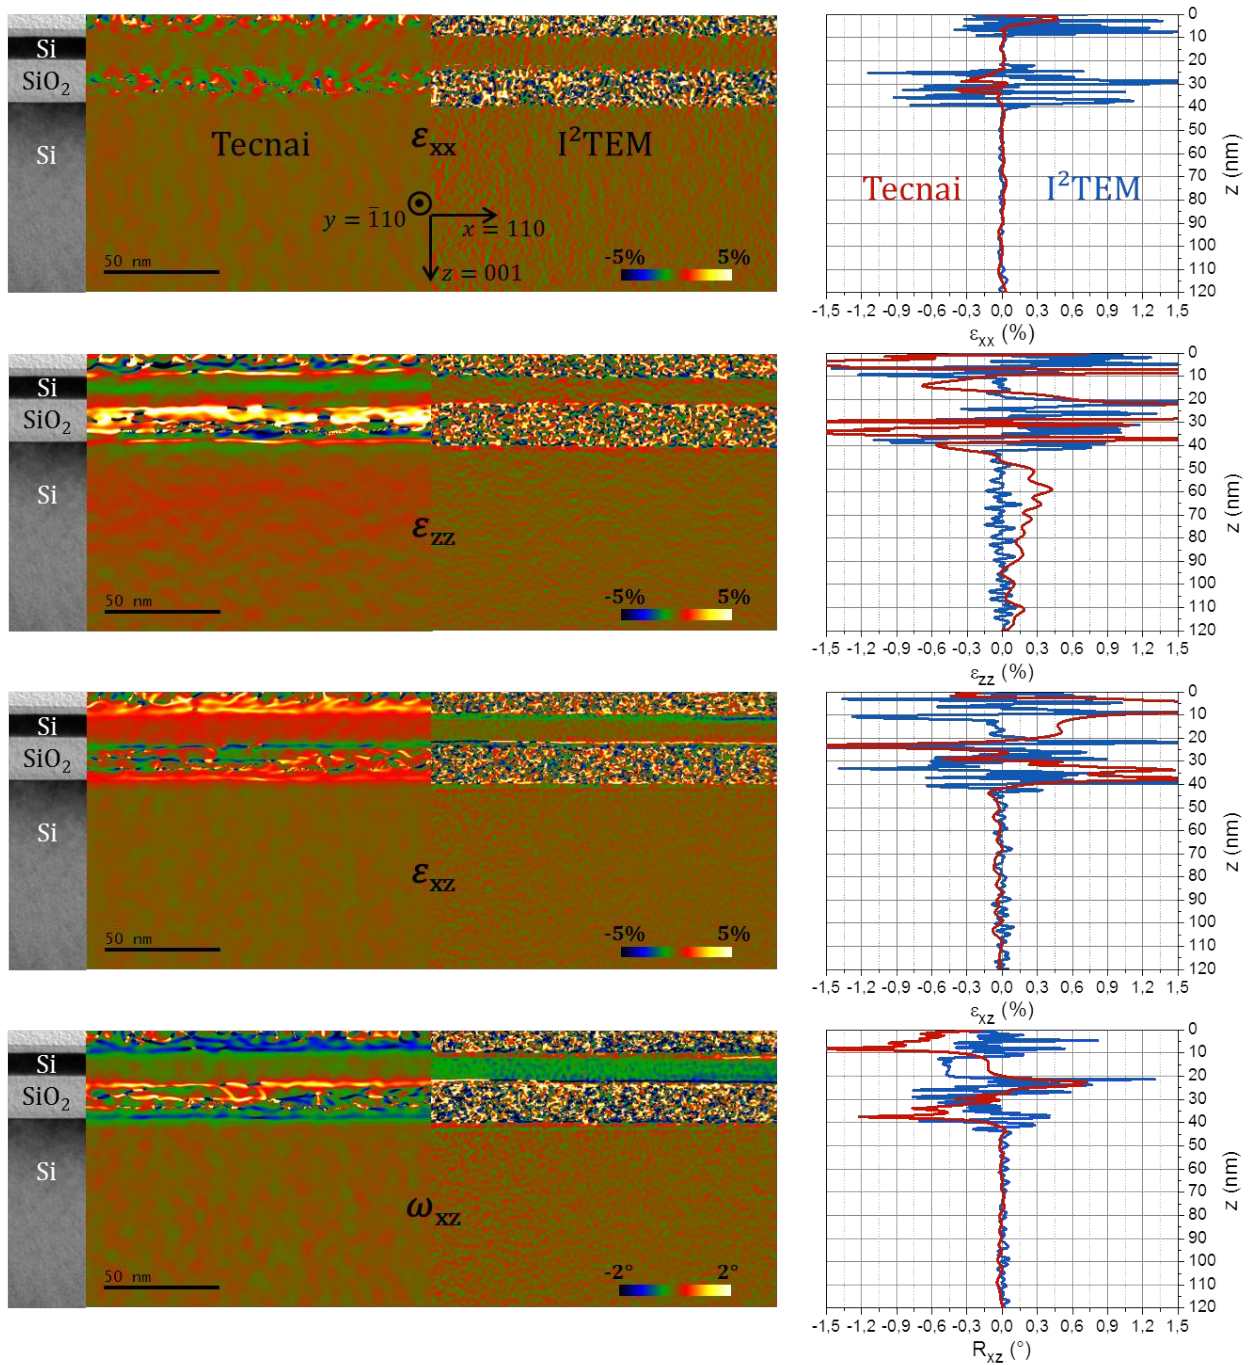 Si
SiO₂
Si
Tecnai
εxx
I²TEM
y = 1̄10
x = 110
z = 001
50 nm
-5% 5%
0
10
20
30
40
50
60
70
80
90
100
110
120
z (nm)
Tecnai
I²TEM
-1,5 -1,2 -0,9 -0,6 -0,3 0,0 0,3 0,6 0,9 1,2 1,5
εxx (%)
Si
SiO₂
Si
εzz
50 nm
-5% 5%
0
10
20
30
40
50
60
70
80
90
100
110
120
z (nm)
-1,5 -1,2 -0,9 -0,6 -0,3 0,0 0,3 0,6 0,9 1,2 1,5
εzz (%)
Si
SiO₂
Si
εxz
50 nm
-5% 5%
0
10
20
30
40
50
60
70
80
90
100
110
120
z (nm)
-1,5 -1,2 -0,9 -0,6 -0,3 0,0 0,3 0,6 0,9 1,2 1,5
εxz (%)
Si
SiO₂
Si
ωxz
50 nm
-2° 2°
0
10
20
30
40
50
60
70
80
90
100
110
120
z (nm)
-1,5 -1,2 -0,9 -0,6 -0,3 0,0 0,3 0,6 0,9 1,2 1,5
Rxz (°)